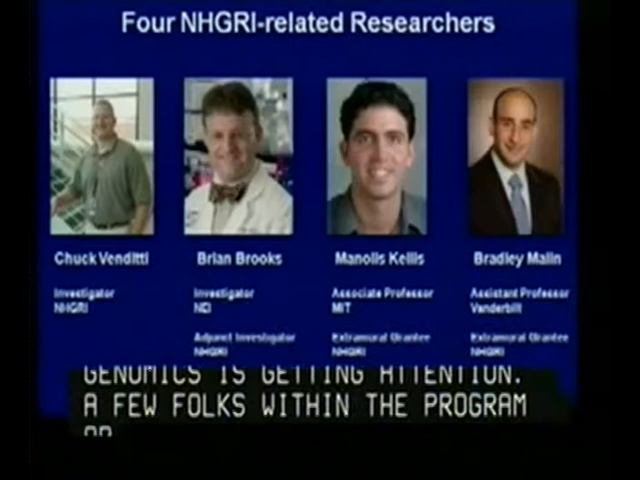 Four NHGRI-related Researchers
Chuck Venditti
Brian Brooks
Manolis Kellis
Bradley Malin
Investigator
NHGRI
Investigator
NEI
Associate Professor
MIT
Assistant Professor
Vanderbilt
Adjunct Investigator
NHGRI
Extramural Grantee
NHGRI
Extramural Grantee
NHGRI
GENOMICS IS GETTING ATTENTION.
A FEW FOLKS WITHIN THE PROGRAM
OR